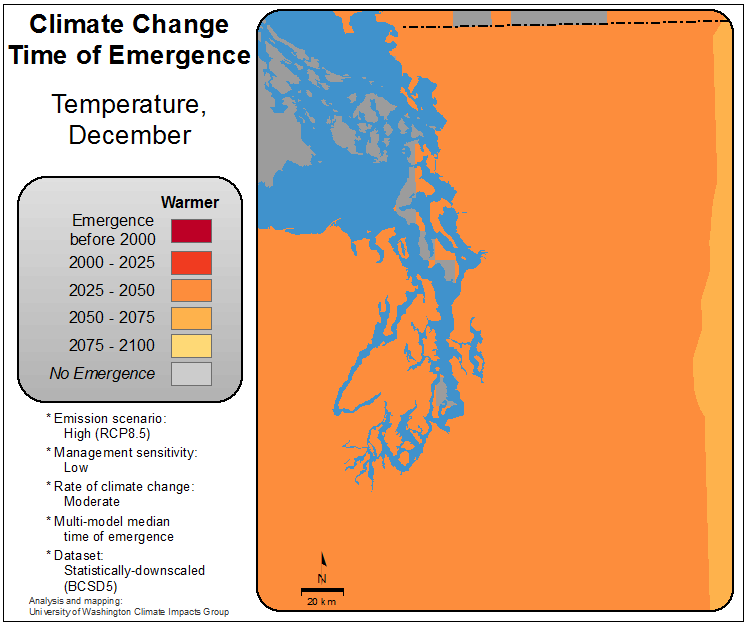 Climate Change
Time of Emergence
Temperature,
December
Warmer
Emergence
before 2000
2000 - 2025
2025 - 2050
2050 - 2075
2075 - 2100
No Emergence
* Emission scenario:
High (RCP8.5)
* Management sensitivity:
Low
* Rate of climate change:
Moderate
* Multi-model median
time of emergence
* Dataset:
Statistically-downscaled
(BCSD5)
Analysis and mapping:
University of Washington Climate Impacts Group
N
20 km